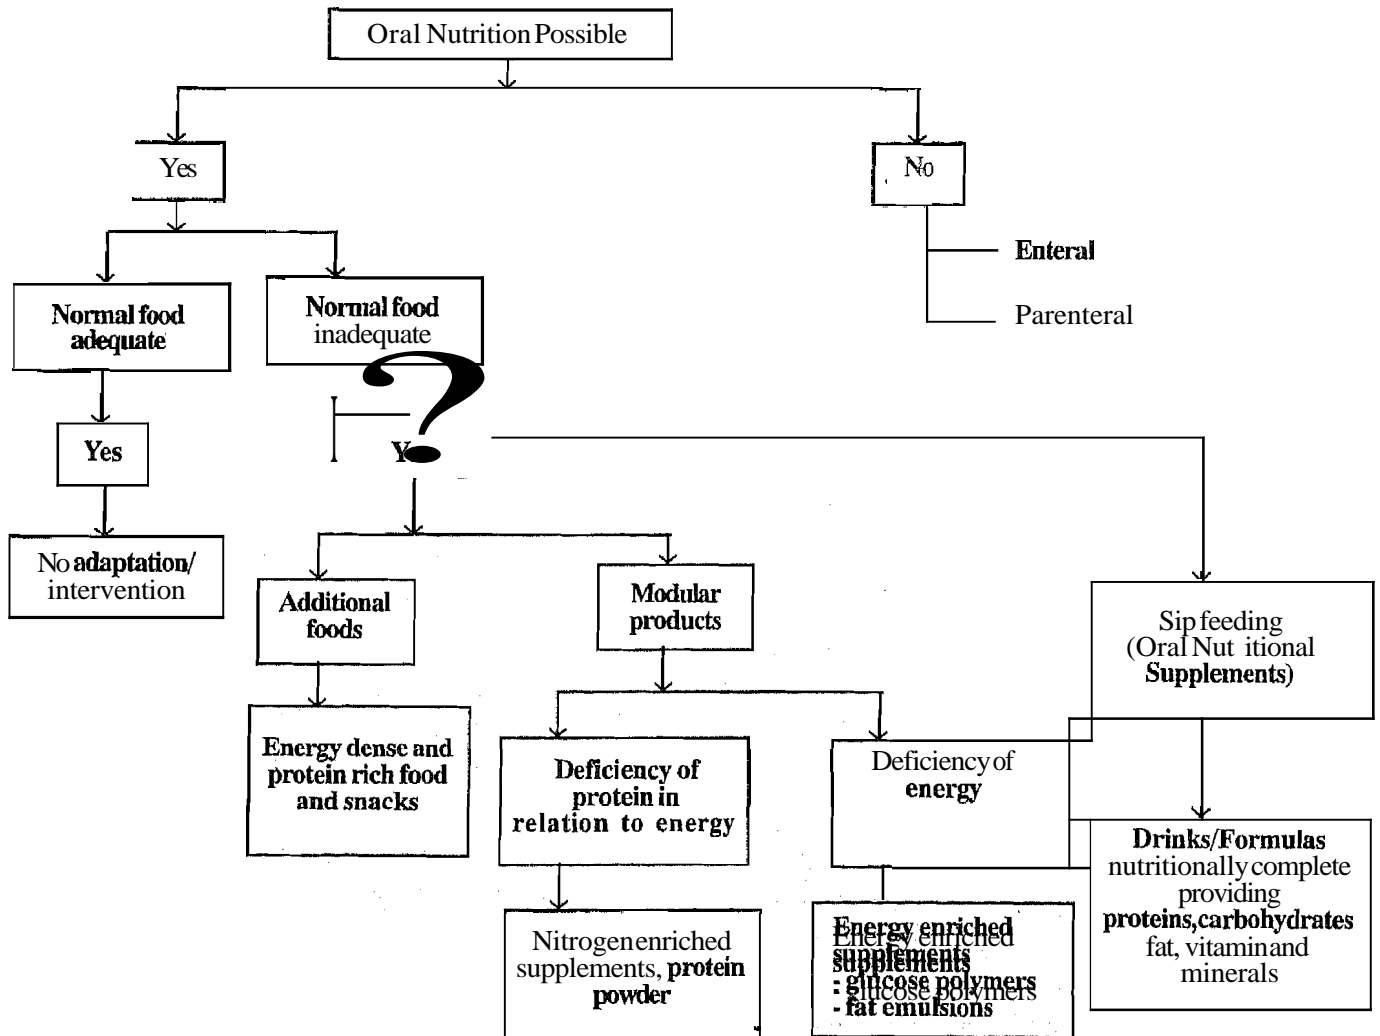 Oral Nutrition Possible
Yes
No
Enteral
Parenteral
Normal food
adequate
Normal food
inadequate
?
Yes
No adaptation/
intervention
Additional
foods
Modular
products
Sip feeding
(Oral Nut itional
Supplements)
Energy dense and
protein rich food
and snacks
Deficiency of
protein in
relation to energy
Deficiency of
energy
Drinks/Formulas
nutritionally complete
providing
proteins, carbohydrates
fat, vitamin and
minerals
Nitrogen enriched
supplements, protein
powder
Energy enriched
supplements
- glucose polymers
- fat emulsions